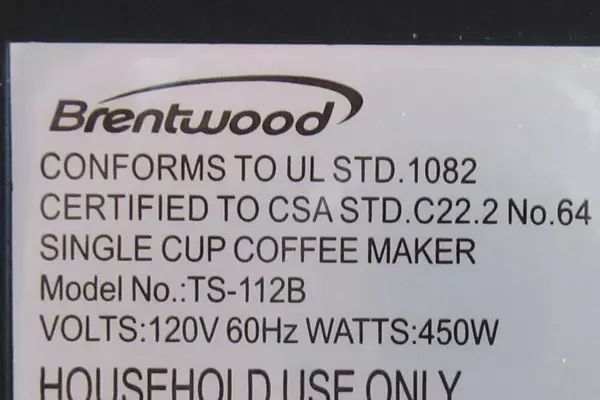 Brentwood
CONFORMS TO UL STD.1082
CERTIFIED TO CSA STD.C22.2 No.64
SINGLE CUP COFFEE MAKER
Model No.:TS-112B
VOLTS:120V 60Hz WATTS:450W
HOUSEHOLD USE ONLY